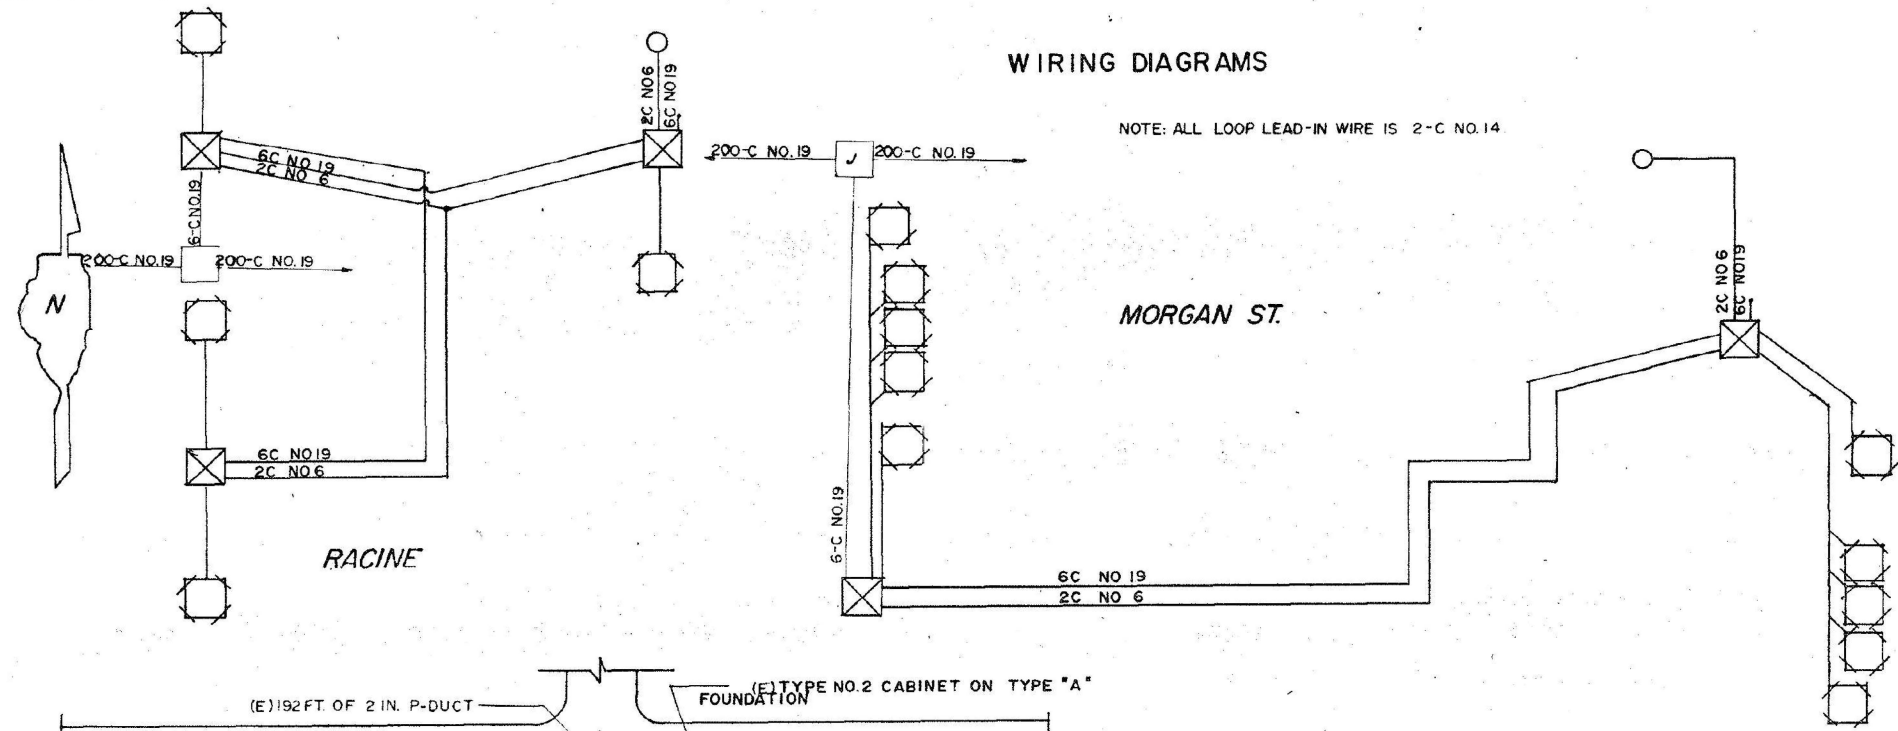 WIRING DIAGRAMS
NOTE: ALL LOOP LEAD-IN WIRE IS 2-C NO.14
2C NO6
6C NO19
6C NO 19
2C NO 6
6-C NO.19
200-C NO.19
200-C NO.19
N
6C NO19
2C NO6
RACINE
200-C NO.19
J
200-C NO. 19
MORGAN ST.
2C NO 6
6C NO19
6-C NO.19
6C NO 19
2C NO 6
(E)192 FT. OF 2 IN. P-DUCT
(E)TYPE NO.2 CABINET ON TYPE "A"
FOUNDATION